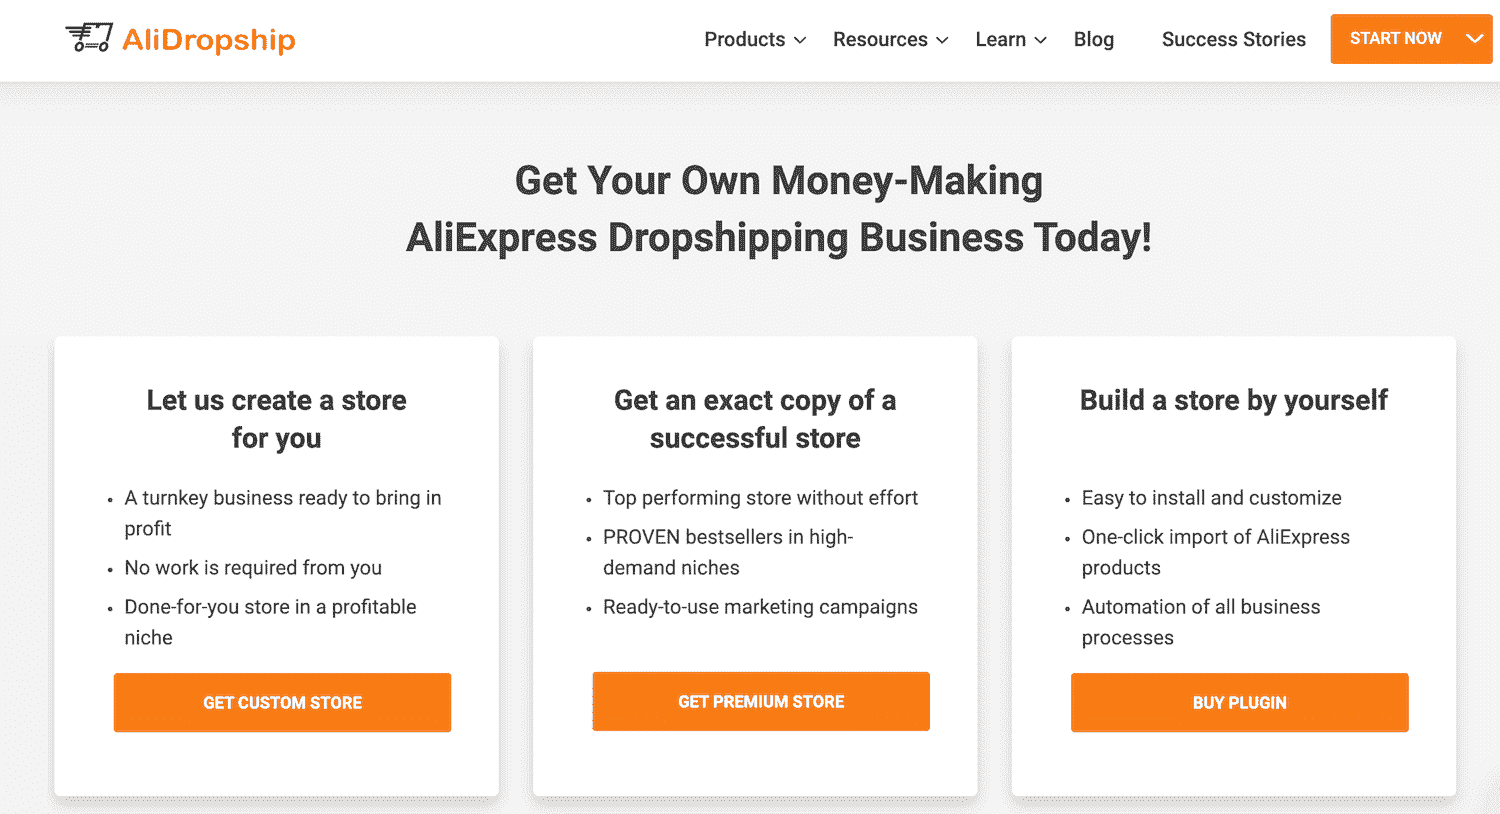 AliDropship
Products
Resources
Learn
Blog
Success Stories
START NOW
Get Your Own Money-Making
AliExpress Dropshipping Business Today!
Let us create a store
for you
• A turnkey business ready to bring in
profit
• No work is required from you
• Done-for-you store in a profitable
niche
GET CUSTOM STORE
Get an exact copy of a
successful store
• Top performing store without effort
• PROVEN bestsellers in high-
demand niches
• Ready-to-use marketing campaigns
GET PREMIUM STORE
Build a store by yourself
• Easy to install and customize
• One-click import of AliExpress
products
• Automation of all business
processes
BUY PLUGIN